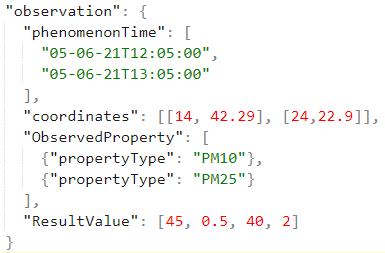 "observation": {
"phenomenonTime": [
"05-06-21T12:05:00",
"05-06-21T13:05:00"
],
"coordinates": [[14, 42.29], [24,22.9]],
"ObservedProperty": [
{"propertyType": "PM10"},
{"propertyType": "PM25"}
],
"ResultValue": [45, 0.5, 40, 2]
}